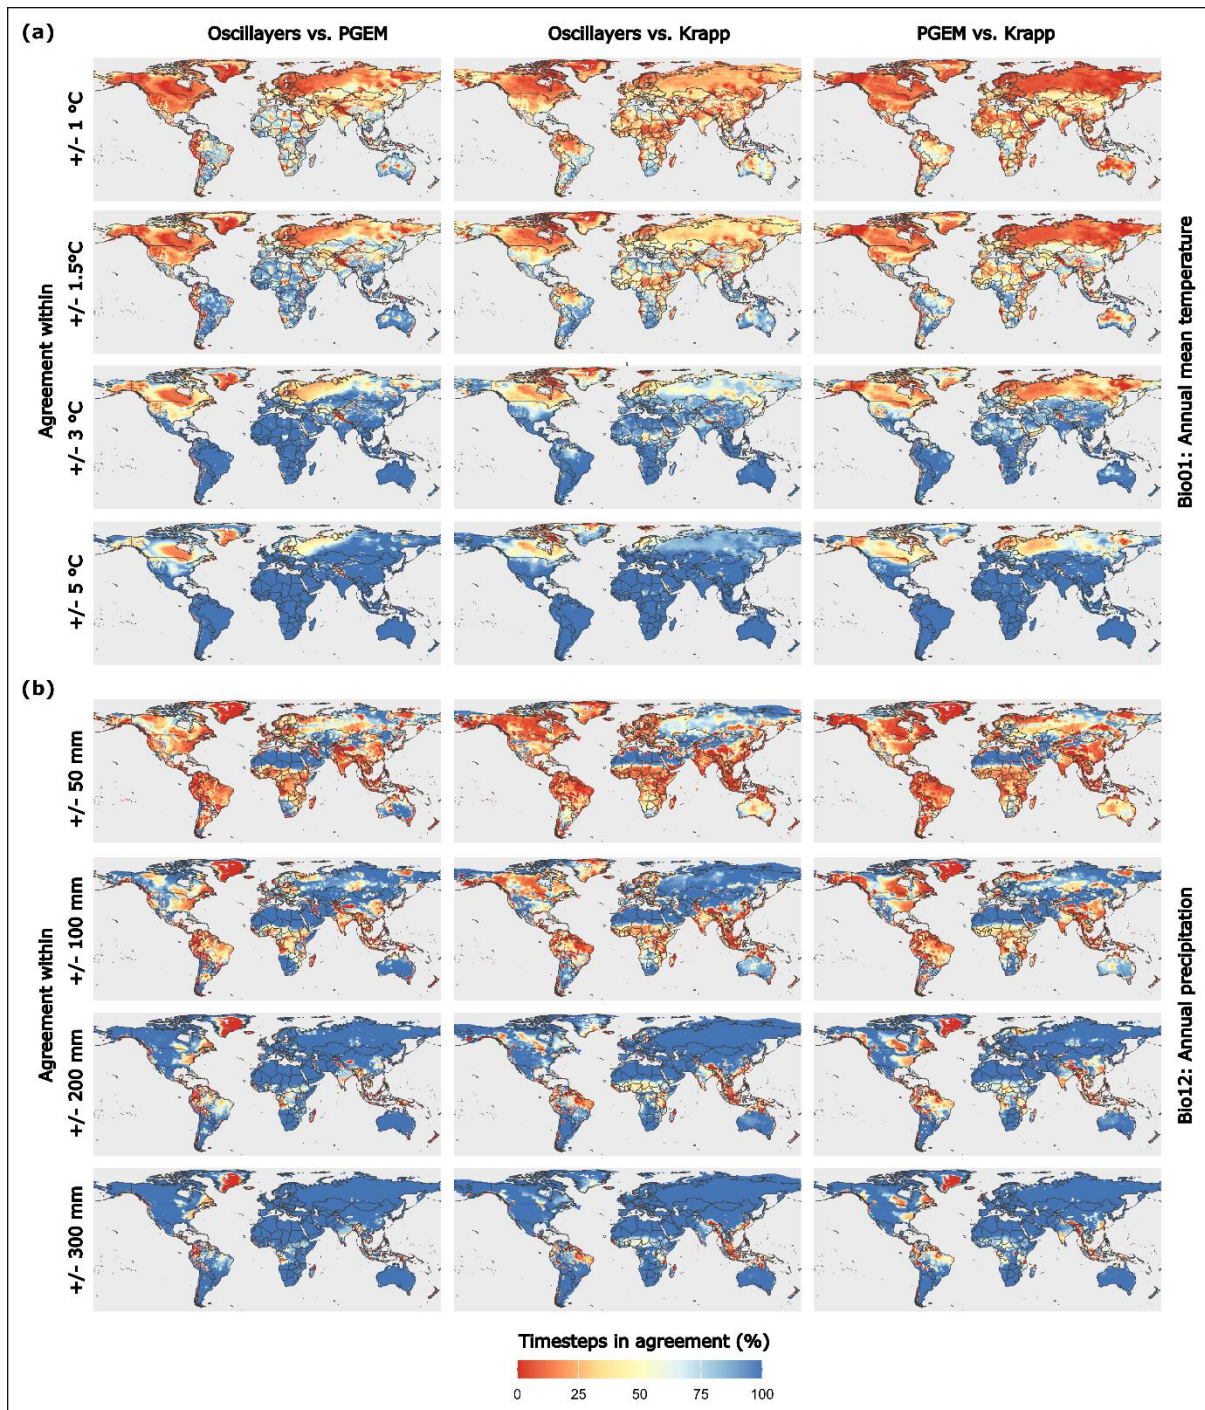 (a)
Oscillayers vs. PGEM
Oscillayers vs. Krapp
PGEM vs. Krapp
Agreement within
+/- 1 °C
+/- 1.5°C
+/- 3 °C
+/- 5 °C
Bio01: Annual mean temperature
(b)
Agreement within
+/- 50 mm
+/- 100 mm
+/- 200 mm
+/- 300 mm
Bio12: Annual precipitation
Timesteps in agreement (%)
0 25 50 75 100